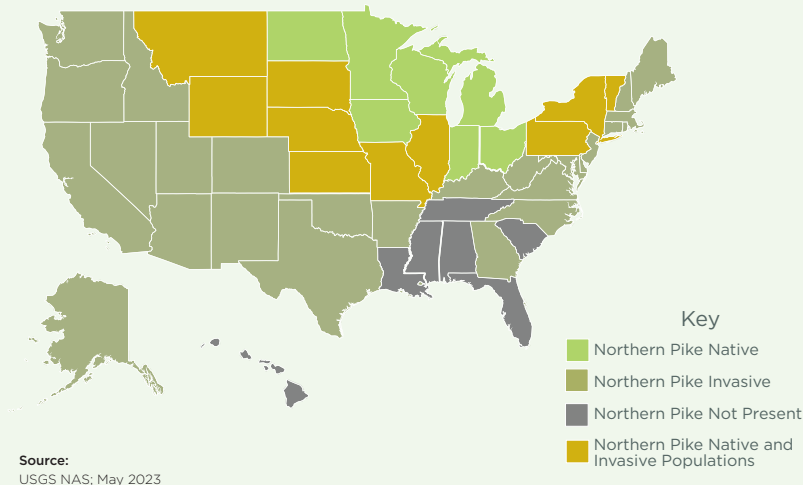 Key
Northern Pike Native
Northern Pike Invasive
Northern Pike Not Present
Northern Pike Native and
Invasive Populations
Source:
USGS NAS; May 2023